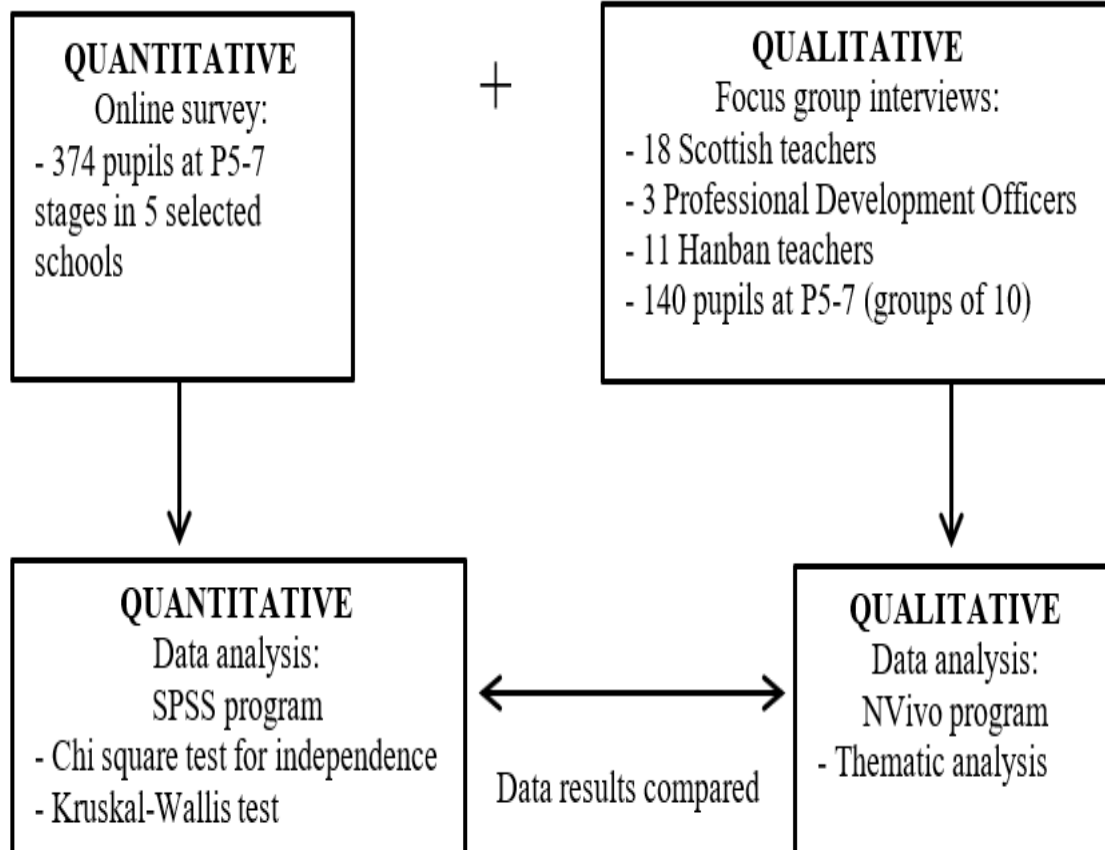 QUANTITATIVE
Online survey:
- 374 pupils at P5-7
stages in 5 selected
schools
+
QUALITATIVE
Focus group interviews:
- 18 Scottish teachers
- 3 Professional Development Officers
- 11 Hanban teachers
- 140 pupils at P5-7 (groups of 10)
QUANTITATIVE
Data analysis:
SPSS program
- Chi square test for independence
- Kruskal-Wallis test
Data results compared
QUALITATIVE
Data analysis:
NVivo program
- Thematic analysis